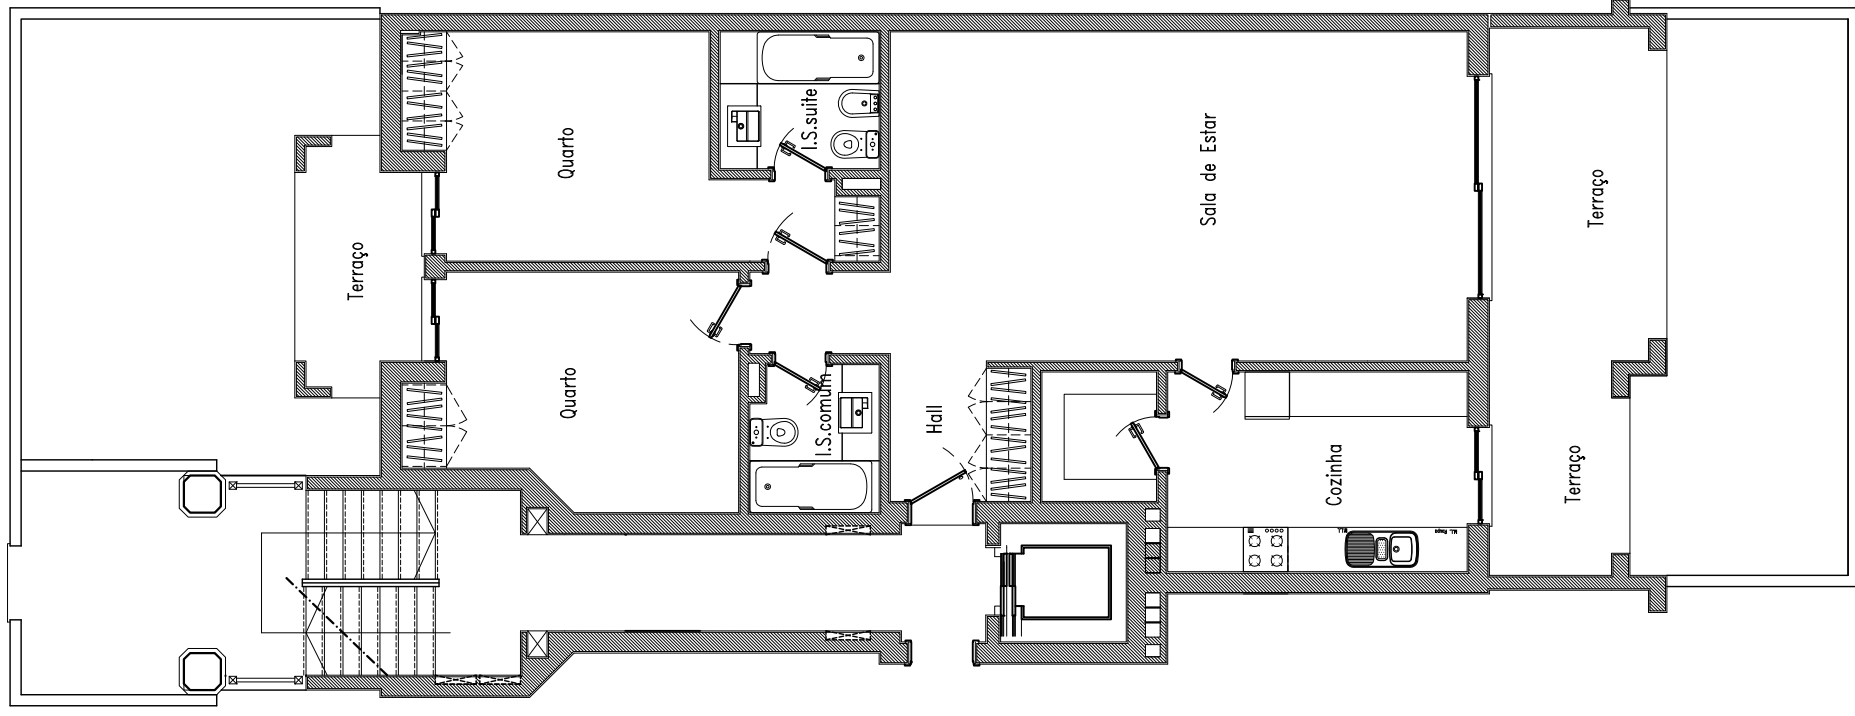 Quarto
I.S.suite
Sala de Estar
Terraço
Terraço
Quarto
I.S.comum
Hall
Cozinha
Terraço
M.L.